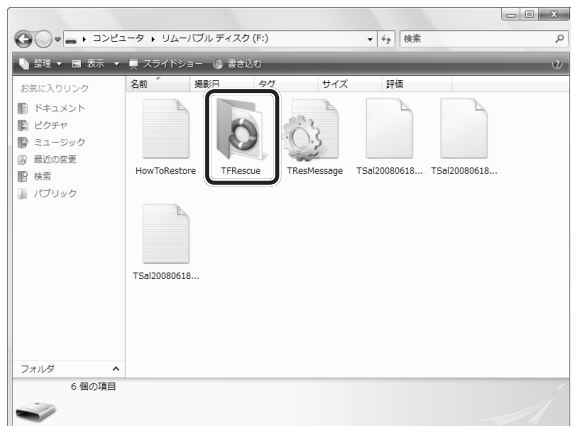 コンピュータ ▸ リムーバブル ディスク (F:)
検索
整理 表示 スライドショー 書き込む
お気に入りリンク
ドキュメント
ピクチャ
ミュージック
最近の変更
検索
パブリック
フォルダ
名前 撮影日 タグ サイズ 評価
HowToRestore TFRescue TResMessage TSal20080618... TSal20080618...
TSal20080618...
6 個の項目